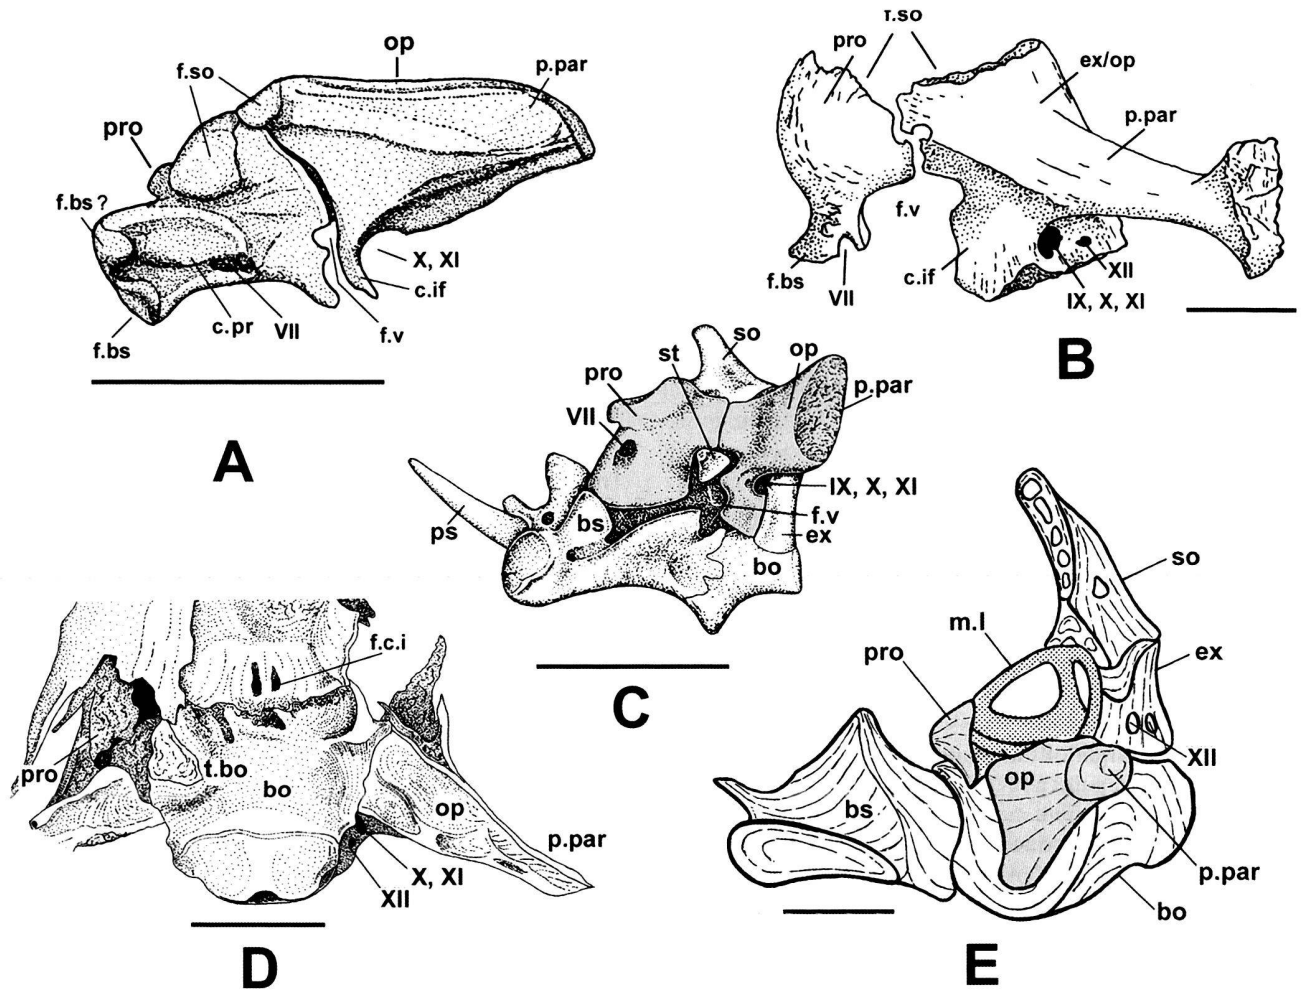 op
f.so
p.par
pro
f.bs ?
X, XI
c.if
c.pr
VII
f.v
f.bs
A
f.so
pro
ex/op
p.par
f.v
f.bs
VII
c.if
XII
IX, X, XI
B
so
st
op
pro
p.par
VII
IX, X, XI
f.v
ps
bs
ex
bo
C
f.c.i
pro
t.bo
bo
op
p.par
X, XI
XII
D
so
m.l
pro
ex
XII
op
bs
p.par
bo
E